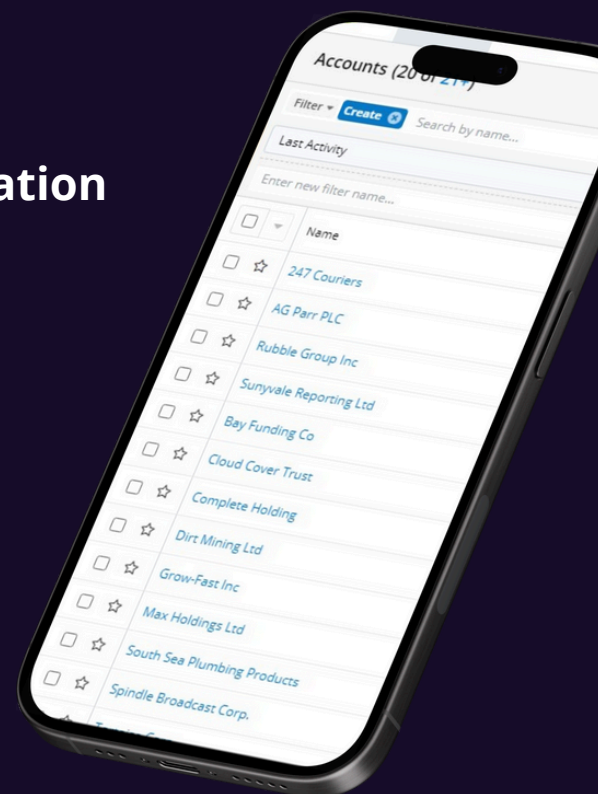 ation
Accounts (20 of 21+)
Filter Create
Search by name...
Last Activity
Enter new filter name...
Name
247 Couriers
AG Parr PLC
Rubble Group Inc
Sunyvale Reporting Ltd
Bay Funding Co
Cloud Cover Trust
Complete Holding
Dirt Mining Ltd
Grow-Fast Inc
Max Holdings Ltd
South Sea Plumbing Products
Spindle Broadcast Corp.